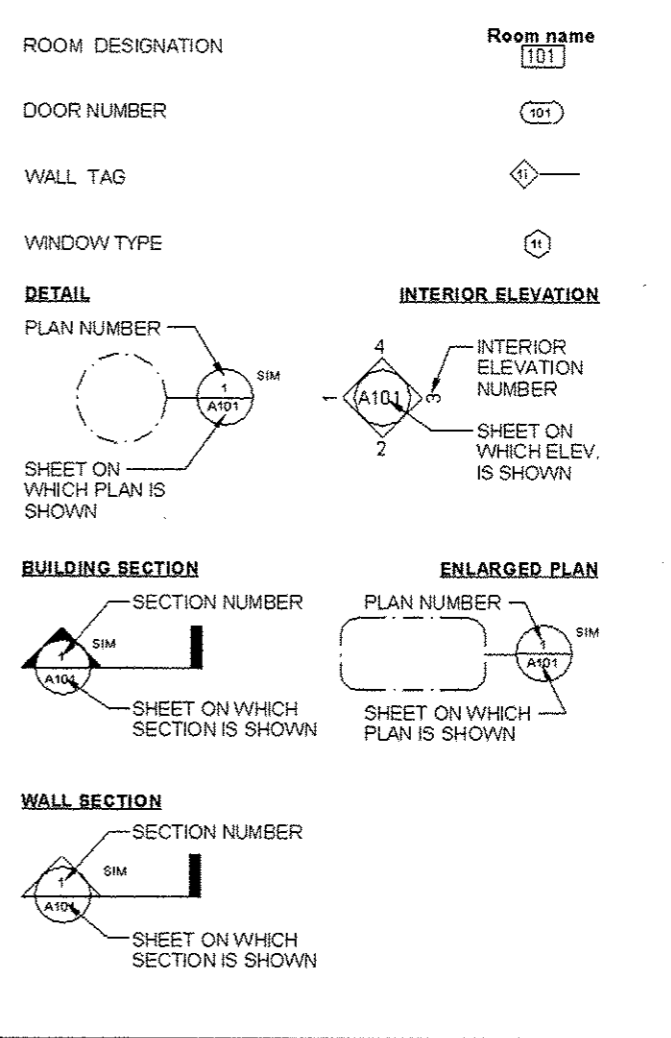 ROOM DESIGNATION
Room name
101
DOOR NUMBER
101
WALL TAG
1i
WINDOW TYPE
1t
DETAIL
PLAN NUMBER
1
SIM
A101
SHEET ON
WHICH PLAN IS
SHOWN
INTERIOR ELEVATION
4
1
A101
3
2
INTERIOR
ELEVATION
NUMBER
SHEET ON
WHICH ELEV.
IS SHOWN
BUILDING SECTION
SECTION NUMBER
1
SIM
A101
SHEET ON WHICH
SECTION IS SHOWN
ENLARGED PLAN
PLAN NUMBER
1
SIM
A101
SHEET ON WHICH
PLAN IS SHOWN
WALL SECTION
SECTION NUMBER
1
SIM
A101
SHEET ON WHICH
SECTION IS SHOWN